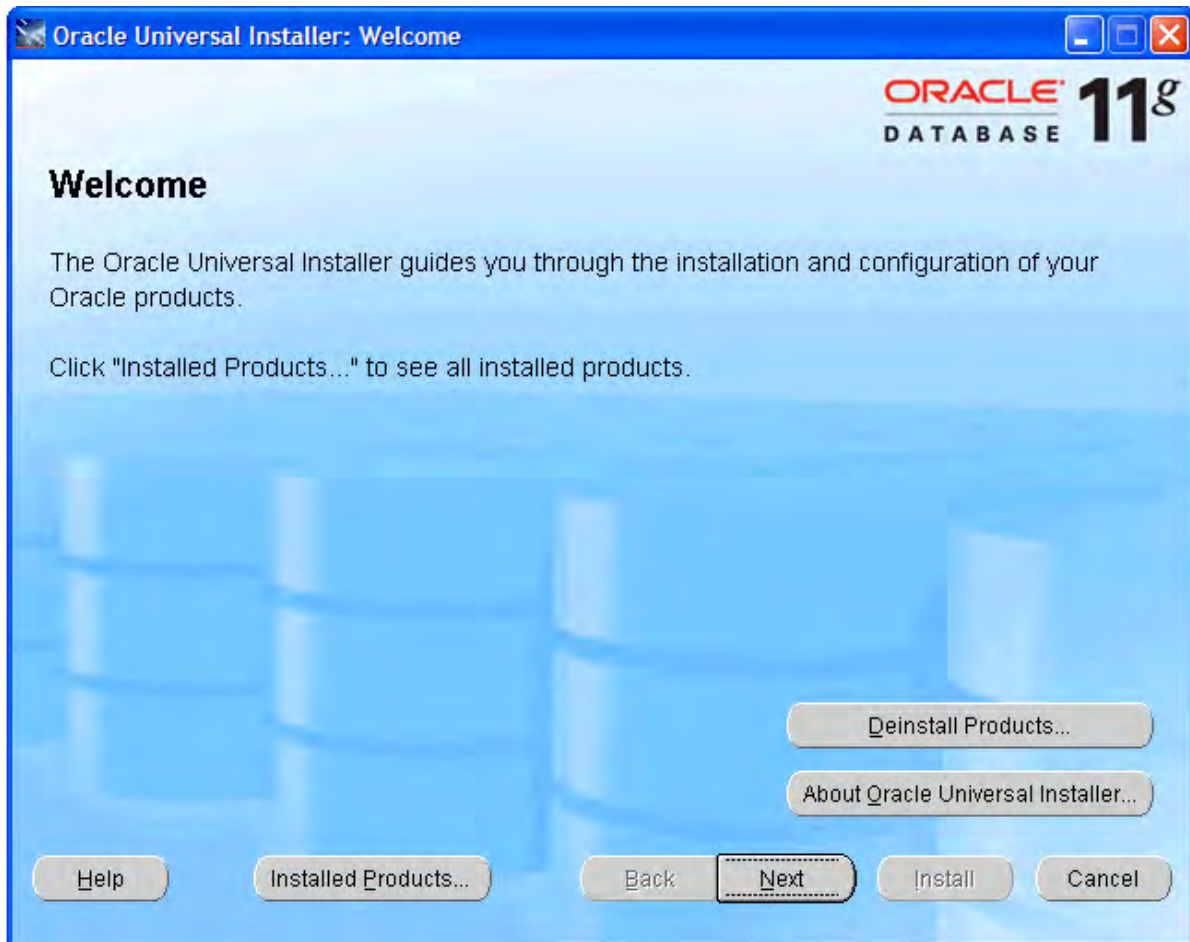 Oracle Universal Installer: Welcome
ORACLE 11g
DATABASE
Welcome
The Oracle Universal Installer guides you through the installation and configuration of your
Oracle products.
Click "Installed Products..." to see all installed products.
Deinstall Products...
About Oracle Universal Installer...
Help Installed Products... Back Next Install Cancel